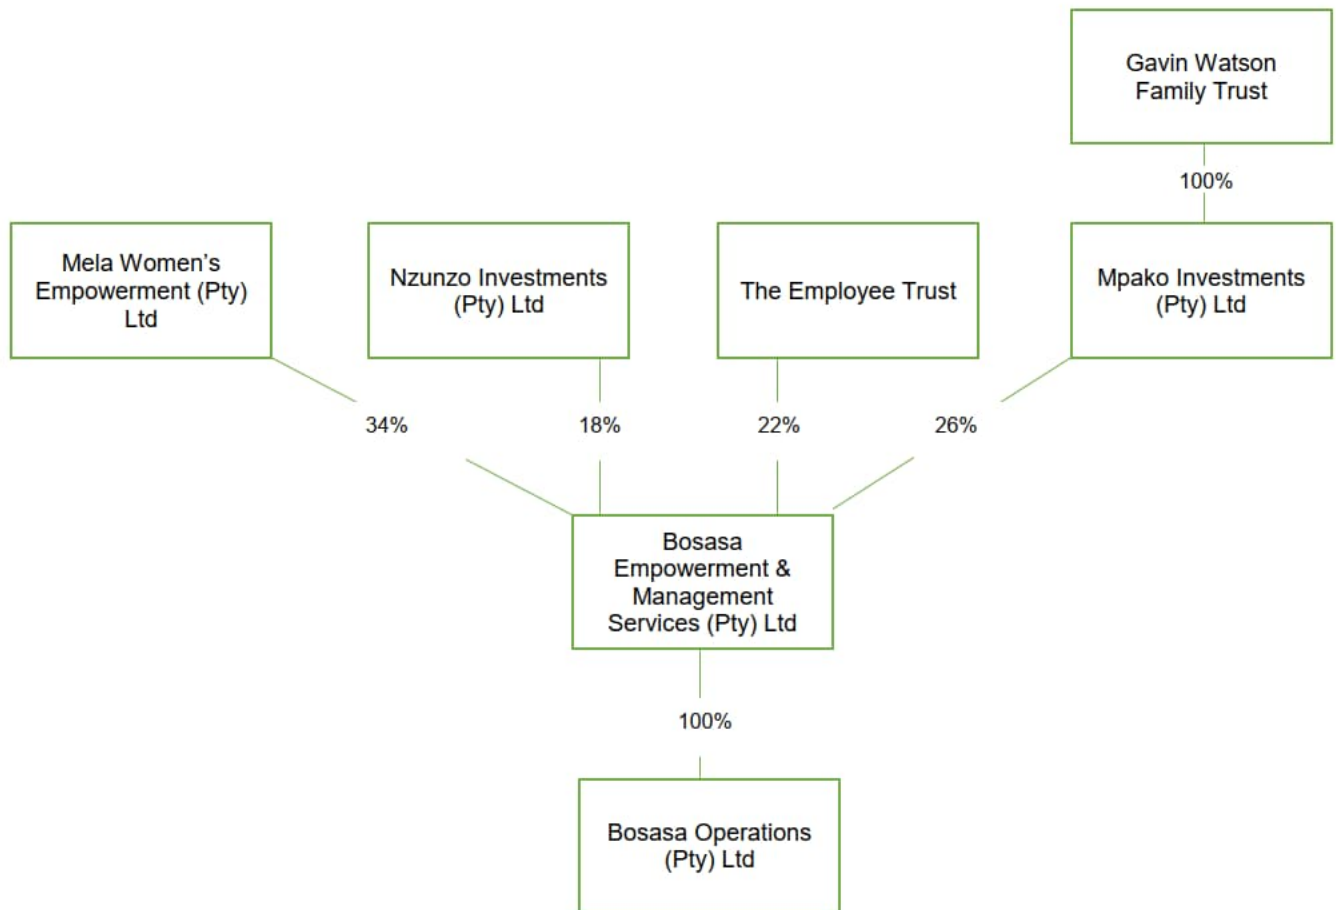 Gavin Watson
Family Trust
100%
Mela Women’s
Empowerment (Pty)
Ltd
Nzunzo Investments
(Pty) Ltd
The Employee Trust
Mpako Investments
(Pty) Ltd
34%
18%
22%
26%
Bosasa
Empowerment &
Management
Services (Pty) Ltd
100%
Bosasa Operations
(Pty) Ltd